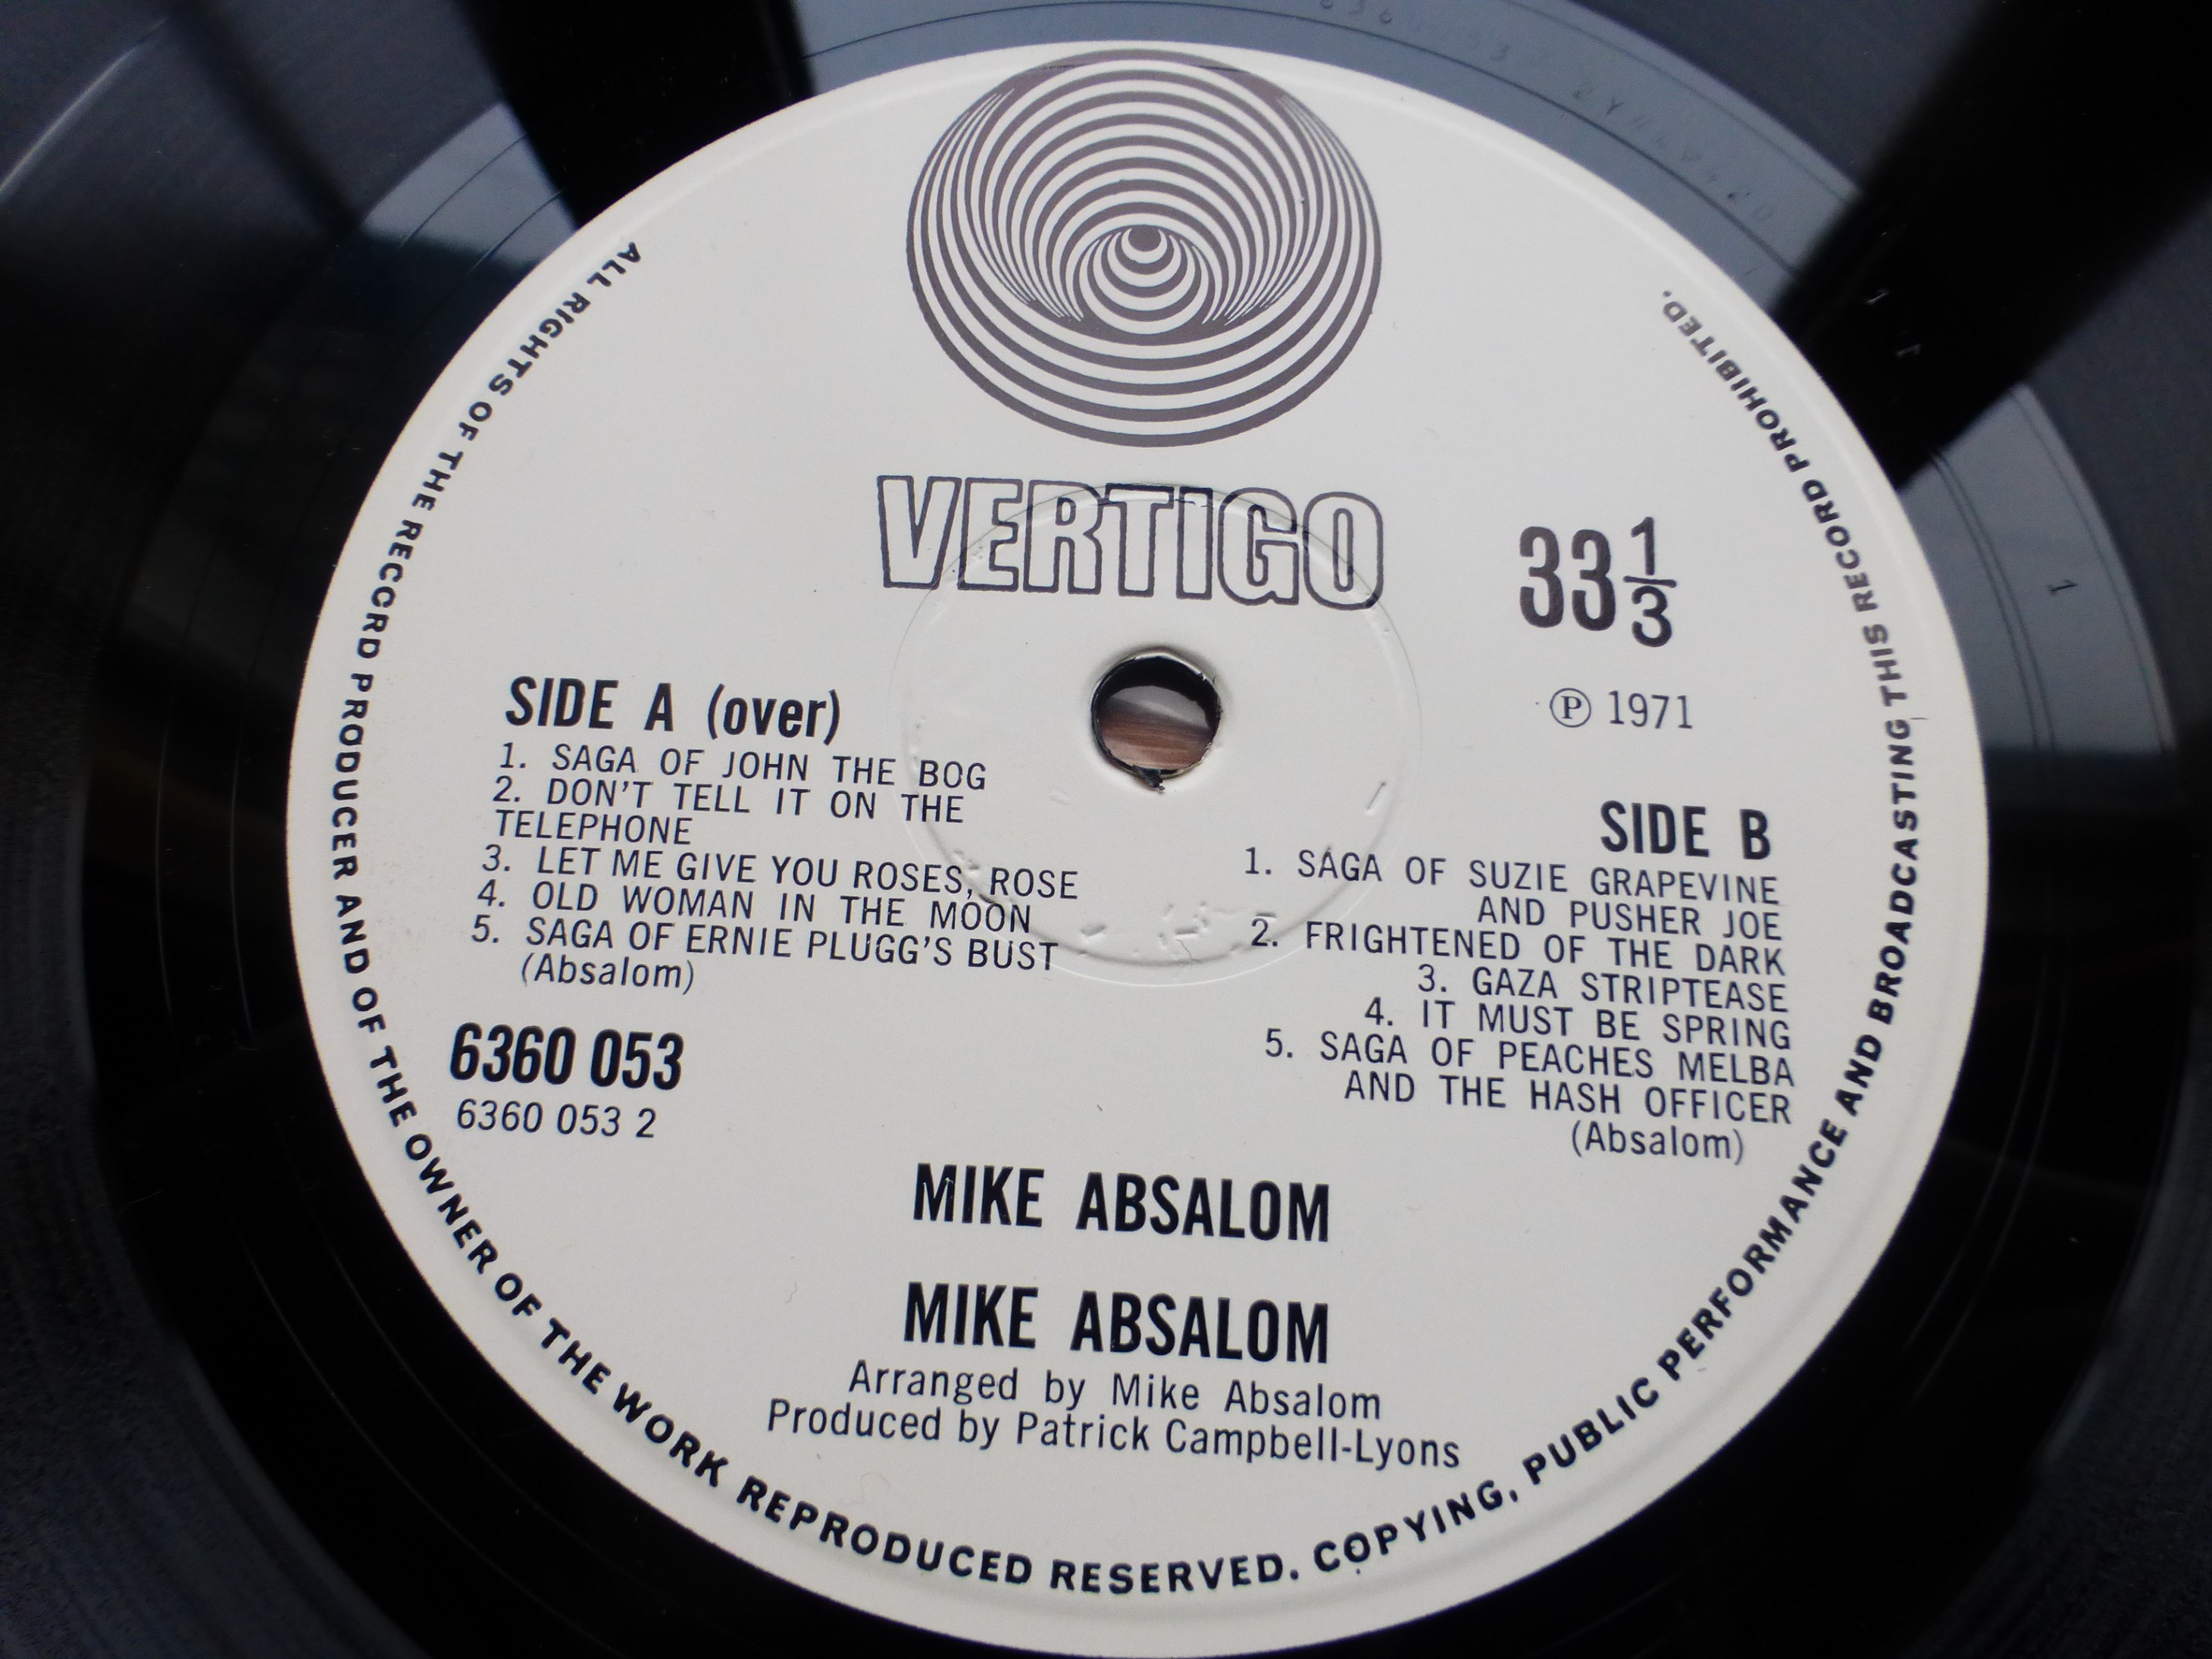 VERTIGO
33 1/3
℗ 1971
SIDE A (over)
1. SAGA OF JOHN THE BOG
2. DON'T TELL IT ON THE
TELEPHONE
3. LET ME GIVE YOU ROSES, ROSE
4. OLD WOMAN IN THE MOON
5. SAGA OF ERNIE PLUGG'S BUST
(Absalom)
6360 053
6360 053 2
SIDE B
1. SAGA OF SUZIE GRAPEVINE
AND PUSHER JOE
2. FRIGHTENED OF THE DARK
3. GAZA STRIPTEASE
4. IT MUST BE SPRING
5. SAGA OF PEACHES MELBA
AND THE HASH OFFICER
(Absalom)
MIKE ABSALOM
MIKE ABSALOM
Arranged by Mike Absalom
Produced by Patrick Campbell-Lyons
ALL RIGHTS OF THE RECORD PRODUCER AND OF THE OWNER OF THE WORK REPRODUCED RESERVED. COPYING, PUBLIC PERFORMANCE AND BROADCASTING THIS RECORD PROHIBITED.
1